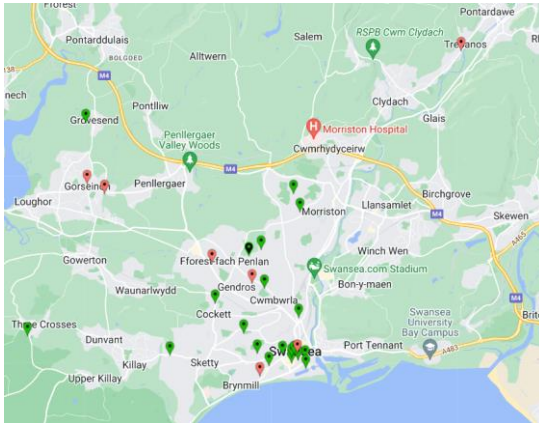 Fforest
Pontardawe
Salem
RSPB Cwm Clydach
Pontarddulais
Trebanos
BOLGOED
Alltwern
M4
Clydach
Pontlliw
Glais
Grovesend
Morriston Hospital
Penllergaer
Valley Woods
Cwmrhydyceirw
M4
Gorseinon
Penllergaer
Birchgrove
Loughor
Llansamlet
Morriston
M4
Skewen
A465
Winch Wen
Gowerton
Fforest-fach
Penlan
Swansea.com Stadium
Gendros
Bon-y-maen
Waunarlwydd
Cwmbwrla
M4
Cockett
Swansea
University
Bay Campus
Three Crosses
Dunvant
Swansea
Port Tennant
A483
Killay
Sketty
Upper Killay
Brynmill